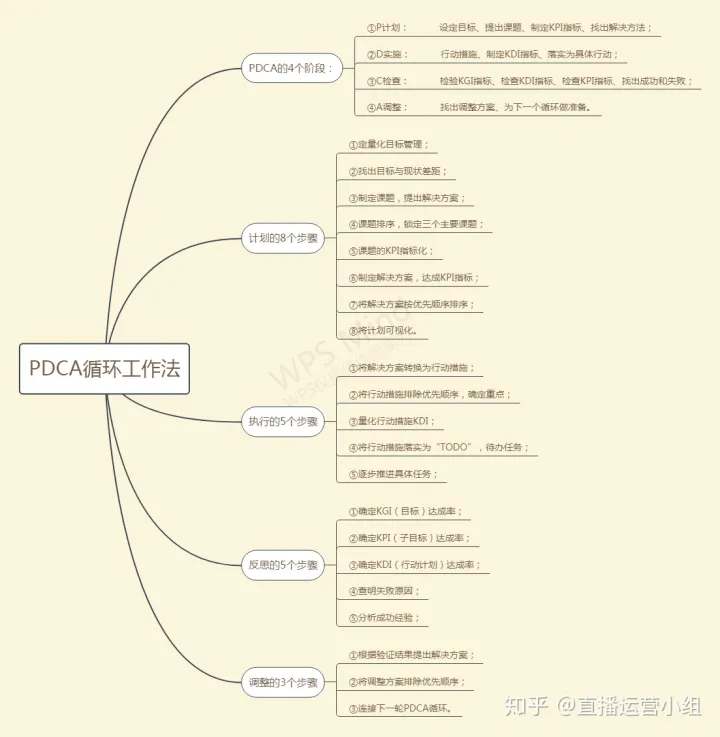 PDCA循环工作法
PDCA的4个阶段：
①P计划： 设定目标、提出课题、制定KPI指标、找出解决方法；
②D实施： 行动措施、制定KDI指标、落实为具体行动；
③C检查： 检验KGI指标、检查KDI指标、检查KPI指标、找出成功和失败；
④A调整： 找出调整方案、为下一个循环做准备。
计划的8个步骤
①定量化目标管理；
②找出目标与现状差距；
③制定课题，提出解决方案；
④课题排序，锁定三个主要课题；
⑤课题的KPI指标化；
⑥制定解决方案，达成KPI指标；
⑦将解决方案按优先顺序排序；
⑧将计划可视化。
执行的5个步骤
①将解决方案转换为行动措施；
②将行动措施排除优先顺序，确定重点；
③量化行动措施KDI；
④将行动措施落实为“TODO”，待办任务；
⑤逐步推进具体任务；
反思的5个步骤
①确定KGI（目标）达成率；
②确定KPI（子目标）达成率；
③确定KDI（行动计划）达成率；
④查明失败原因；
⑤分析成功经验；
调整的3个步骤
①根据验证结果提出解决方案；
②将调整方案排除优先顺序；
③连接下一轮PDCA循环。
WPS Mind
知乎 @直播运营小组